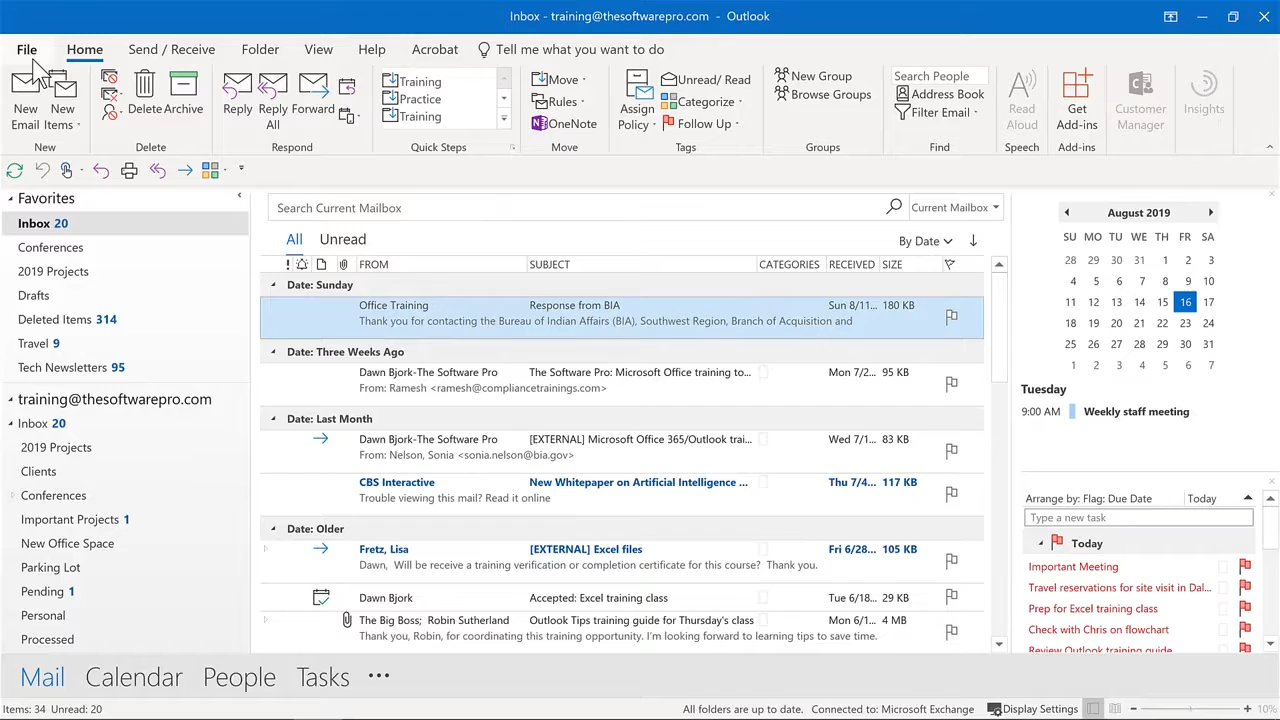 Inbox - training@thesoftwarepro.com - Outlook
File Home Send / Receive Folder View Help Acrobat Tell me what you want to do
New Email
New Items
New
Delete Archive
Delete
Reply Reply All Forward
Respond
Training
Practice
Training
Quick Steps
Move
Rules
OneNote
Move
Assign Policy
Unread/ Read
Categorize
Follow Up
Tags
New Group
Browse Groups
Groups
Search People
Address Book
Filter Email
Find
Read Aloud
Speech
Get Add-ins
Add-ins
Customer Manager
Insights
Favorites
Inbox 20
Conferences
2019 Projects
Drafts
Deleted Items 314
Travel 9
Tech Newsletters 95
training@thesoftwarepro.com
Inbox 20
2019 Projects
Clients
Conferences
Important Projects 1
New Office Space
Parking Lot
Pending 1
Personal
Processed
Search Current Mailbox Current Mailbox
All Unread By Date
FROM SUBJECT CATEGORIES RECEIVED SIZE
Date: Sunday
Office Training Response from BIA Sun 8/11... 180 KB
Thank you for contacting the Bureau of Indian Affairs (BIA), Southwest Region, Branch of Acquisition and
Date: Three Weeks Ago
Dawn Bjork-The Software Pro The Software Pro: Microsoft Office training to... Mon 7/2... 95 KB
From: Ramesh <ramesh@compliancetrainings.com>
Date: Last Month
Dawn Bjork-The Software Pro [EXTERNAL] Microsoft Office 365/Outlook trai... Wed 7/1... 83 KB
From: Nelson, Sonia <sonia.nelson@bia.gov>
CBS Interactive New Whitepaper on Artificial Intelligence ... Thu 7/4... 117 KB
Trouble viewing this mail? Read it online
Date: Older
Fretz, Lisa [EXTERNAL] Excel files Fri 6/28... 105 KB
Dawn, Will be receive a training verification or completion certificate for this course? Thank you.
Dawn Bjork Accepted: Excel training class Tue 6/18... 29 KB
The Big Boss; Robin Sutherland Outlook Tips training guide for Thursday's class Mon 6/1... 4 MB
Thank you, Robin, for coordinating this training opportunity. I'm looking forward to learning tips to save time.
August 2019
SU MO TU WE TH FR SA
28 29 30 31 1 2 3
4 5 6 7 8 9 10
11 12 13 14 15 16 17
18 19 20 21 22 23 24
25 26 27 28 29 30 31
1 2 3 4 5 6 7
Tuesday
9:00 AM Weekly staff meeting
Arrange by: Flag: Due Date Today
Type a new task
Today
Important Meeting
Travel reservations for site visit in Dal...
Prep for Excel training class
Check with Chris on flowchart
Review Outlook training guide
Mail Calendar People Tasks •••
Items: 34 Unread: 20 All folders are up to date. Connected to: Microsoft Exchange Display Settings 10%